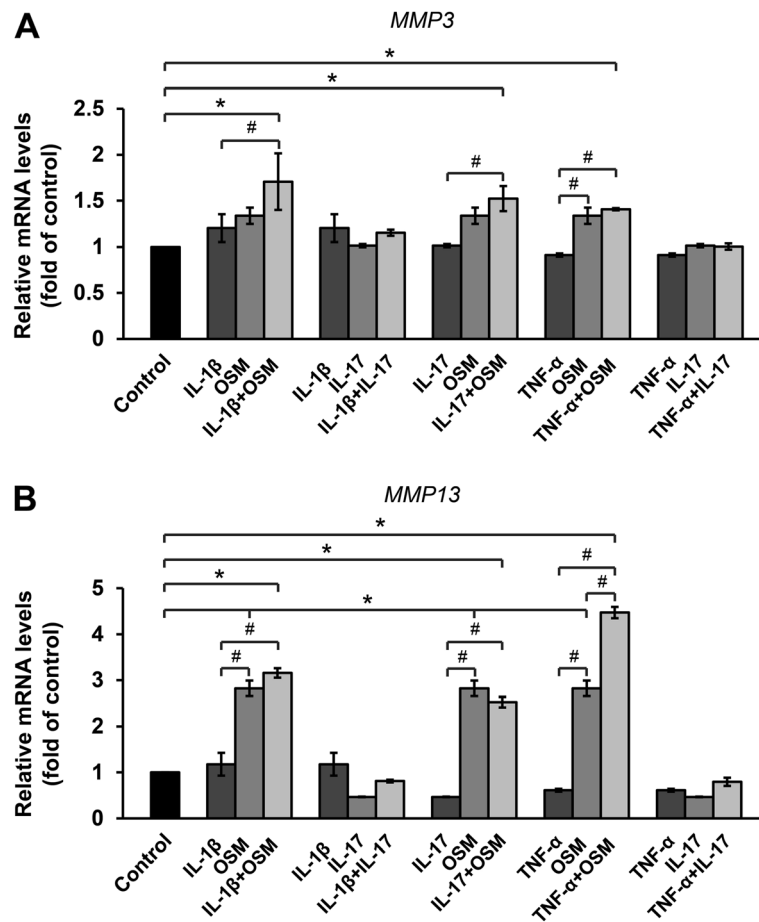 A
MMP3
*
*
*
#
#
#
#
Relative mRNA levels
(fold of control)
2.5
2
1.5
1
0.5
0
Control
IL-1β
OSM
IL-1β+OSM
IL-1β
IL-17
IL-1β+IL-17
IL-17
OSM
IL-17+OSM
TNF-α
OSM
TNF-α+OSM
TNF-α
IL-17
TNF-α+IL-17
B
MMP13
*
*
#
*
#
*
#
#
#
#
#
Relative mRNA levels
(fold of control)
5
4
3
2
1
0
Control
IL-1β
OSM
IL-1β+OSM
IL-1β
IL-17
IL-1β+IL-17
IL-17
OSM
IL-17+OSM
TNF-α
OSM
TNF-α+OSM
TNF-α
IL-17
TNF-α+IL-17